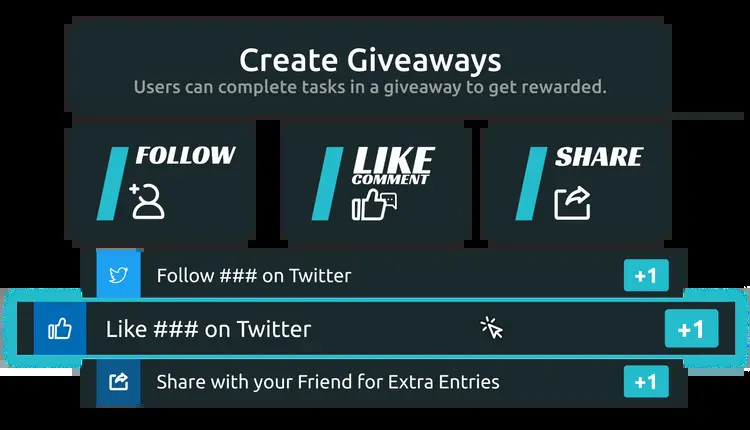 Create Giveaways
Users can complete tasks in a giveaway to get rewarded.
FOLLOW
LIKE
COMMENT
SHARE
Follow ### on Twitter +1
Like ### on Twitter +1
Share with your Friend for Extra Entries +1